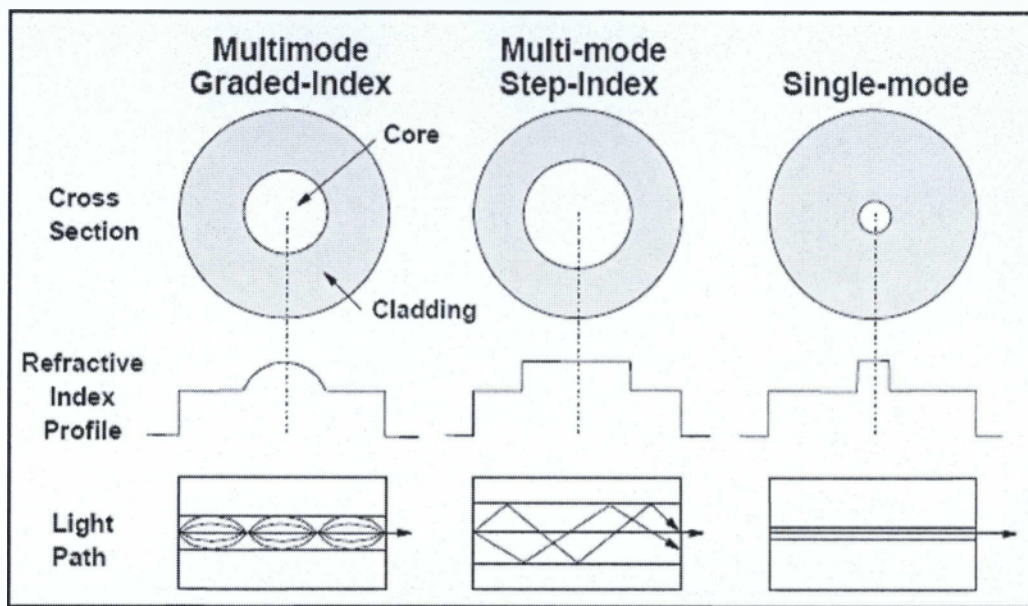 Multimode
Graded-Index
Multi-mode
Step-Index
Single-mode
Core
Cross
Section
Cladding
Refractive
Index
Profile
Light
Path